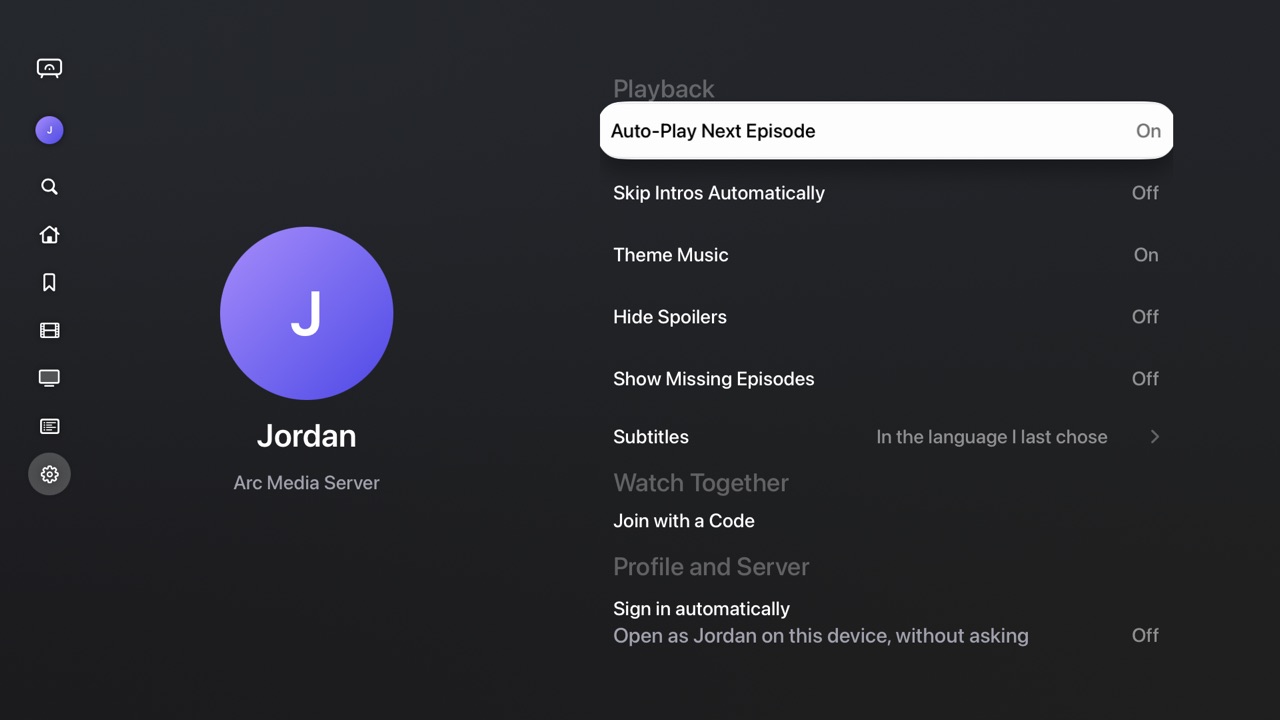 J
J
Jordan
Arc Media Server
Playback
Auto-Play Next Episode On
Skip Intros Automatically Off
Theme Music On
Hide Spoilers Off
Show Missing Episodes Off
Subtitles In the language I last chose
Watch Together
Join with a Code
Profile and Server
Sign in automatically
Open as Jordan on this device, without asking Off